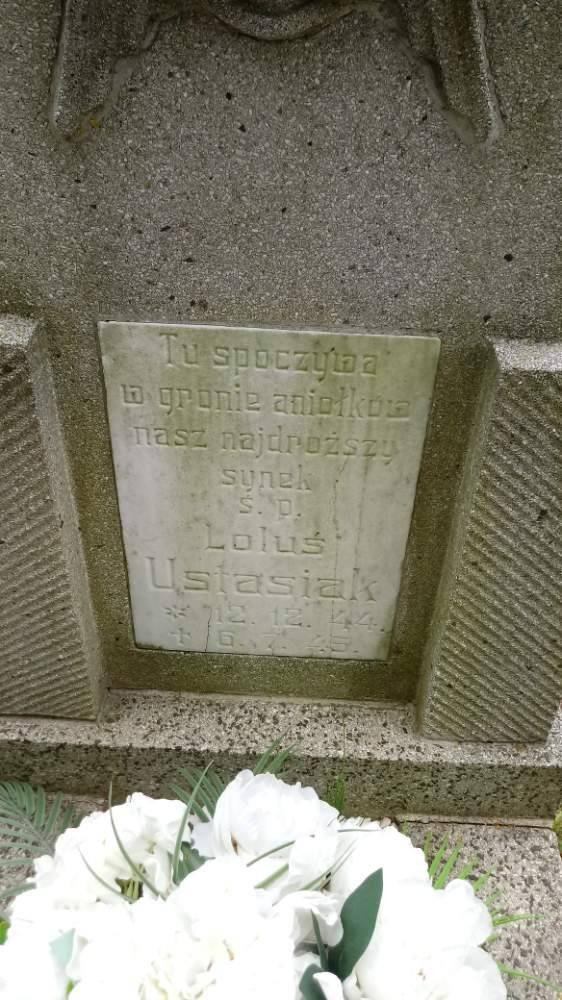 Tu spoczywa
w gronie aniołków
nasz najdroższy
synek
ś. p.
Loluś
Ustasiak
* 12. 12. 44.
+ 6. 7. 45.